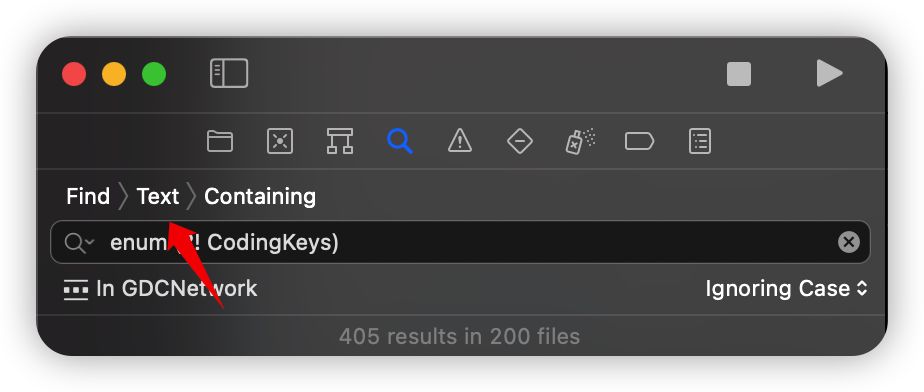 Find 〉 Text 〉 Containing
enum (?! CodingKeys)
In GDCNetwork
Ignoring Case
405 results in 200 files